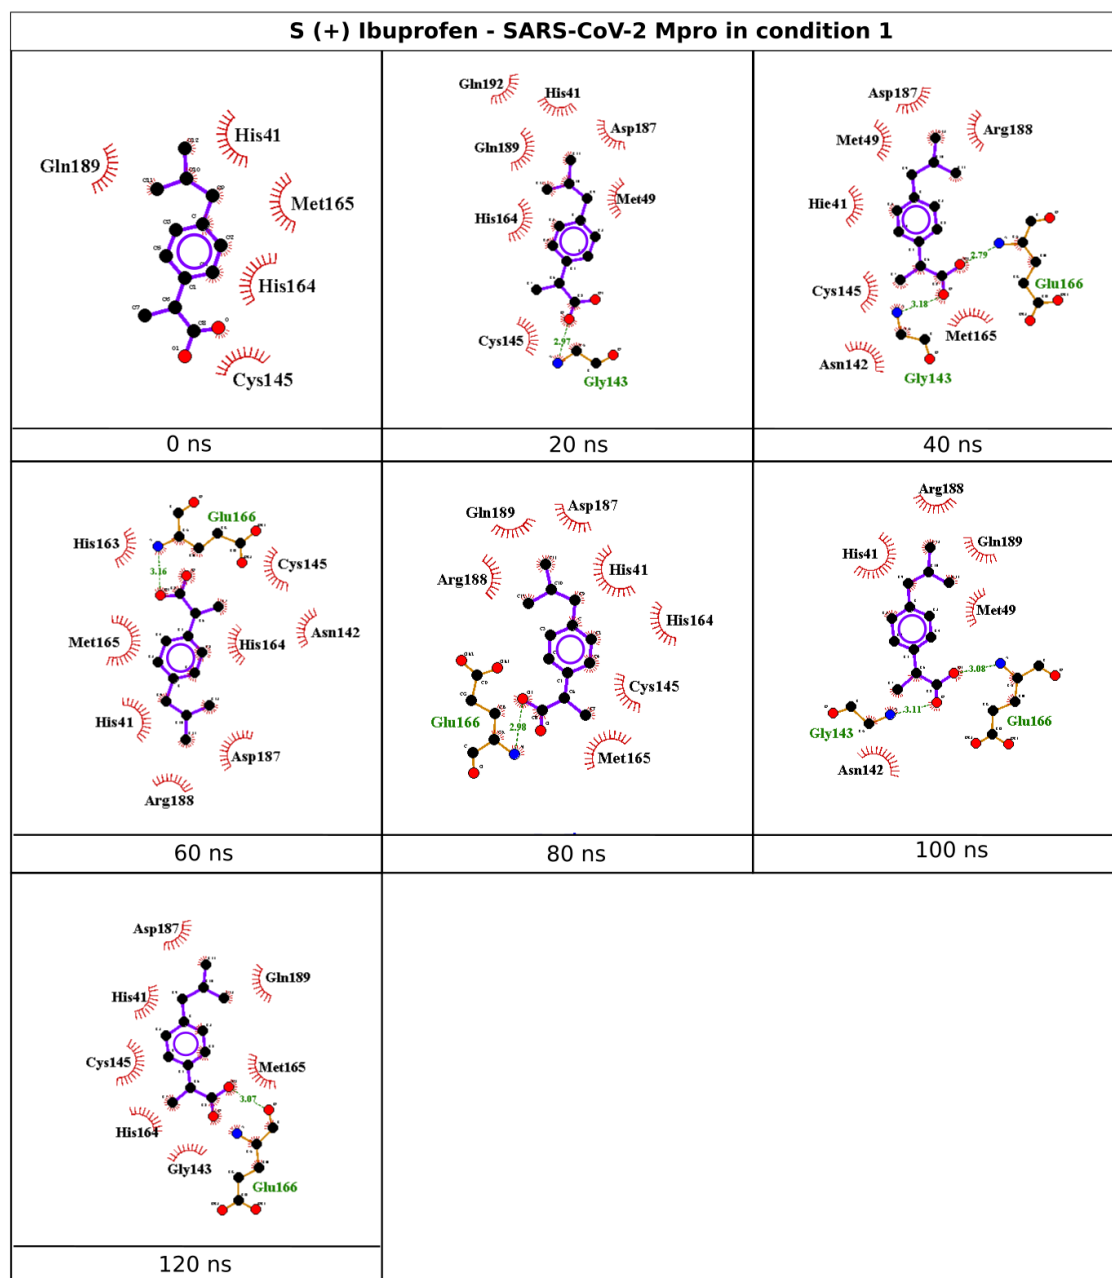 S (+) Ibuprofen - SARS-CoV-2 Mpro in condition 1
His41
Gln189
Met165
His164
Cys145
0 ns
Gln192
His41
Asp187
Gln189
Met49
His164
Cys145
2.97
Gly143
20 ns
Asp187
Arg188
Met49
Hie41
2.79
Glu166
Cys145
3.18
Met165
Asn142
Gly143
40 ns
Glu166
His163
Cys145
3.16
Asn142
Met165
His164
His41
Asp187
Arg188
60 ns
Asp187
Gln189
His41
Arg188
His164
Cys145
Glu166
2.98
Met165
80 ns
Arg188
Gln189
His41
Met49
3.08
3.11
Glu166
Gly143
Asn142
100 ns
Asp187
Gln189
His41
Cys145
Met165
3.07
His164
Gly143
Glu166
120 ns